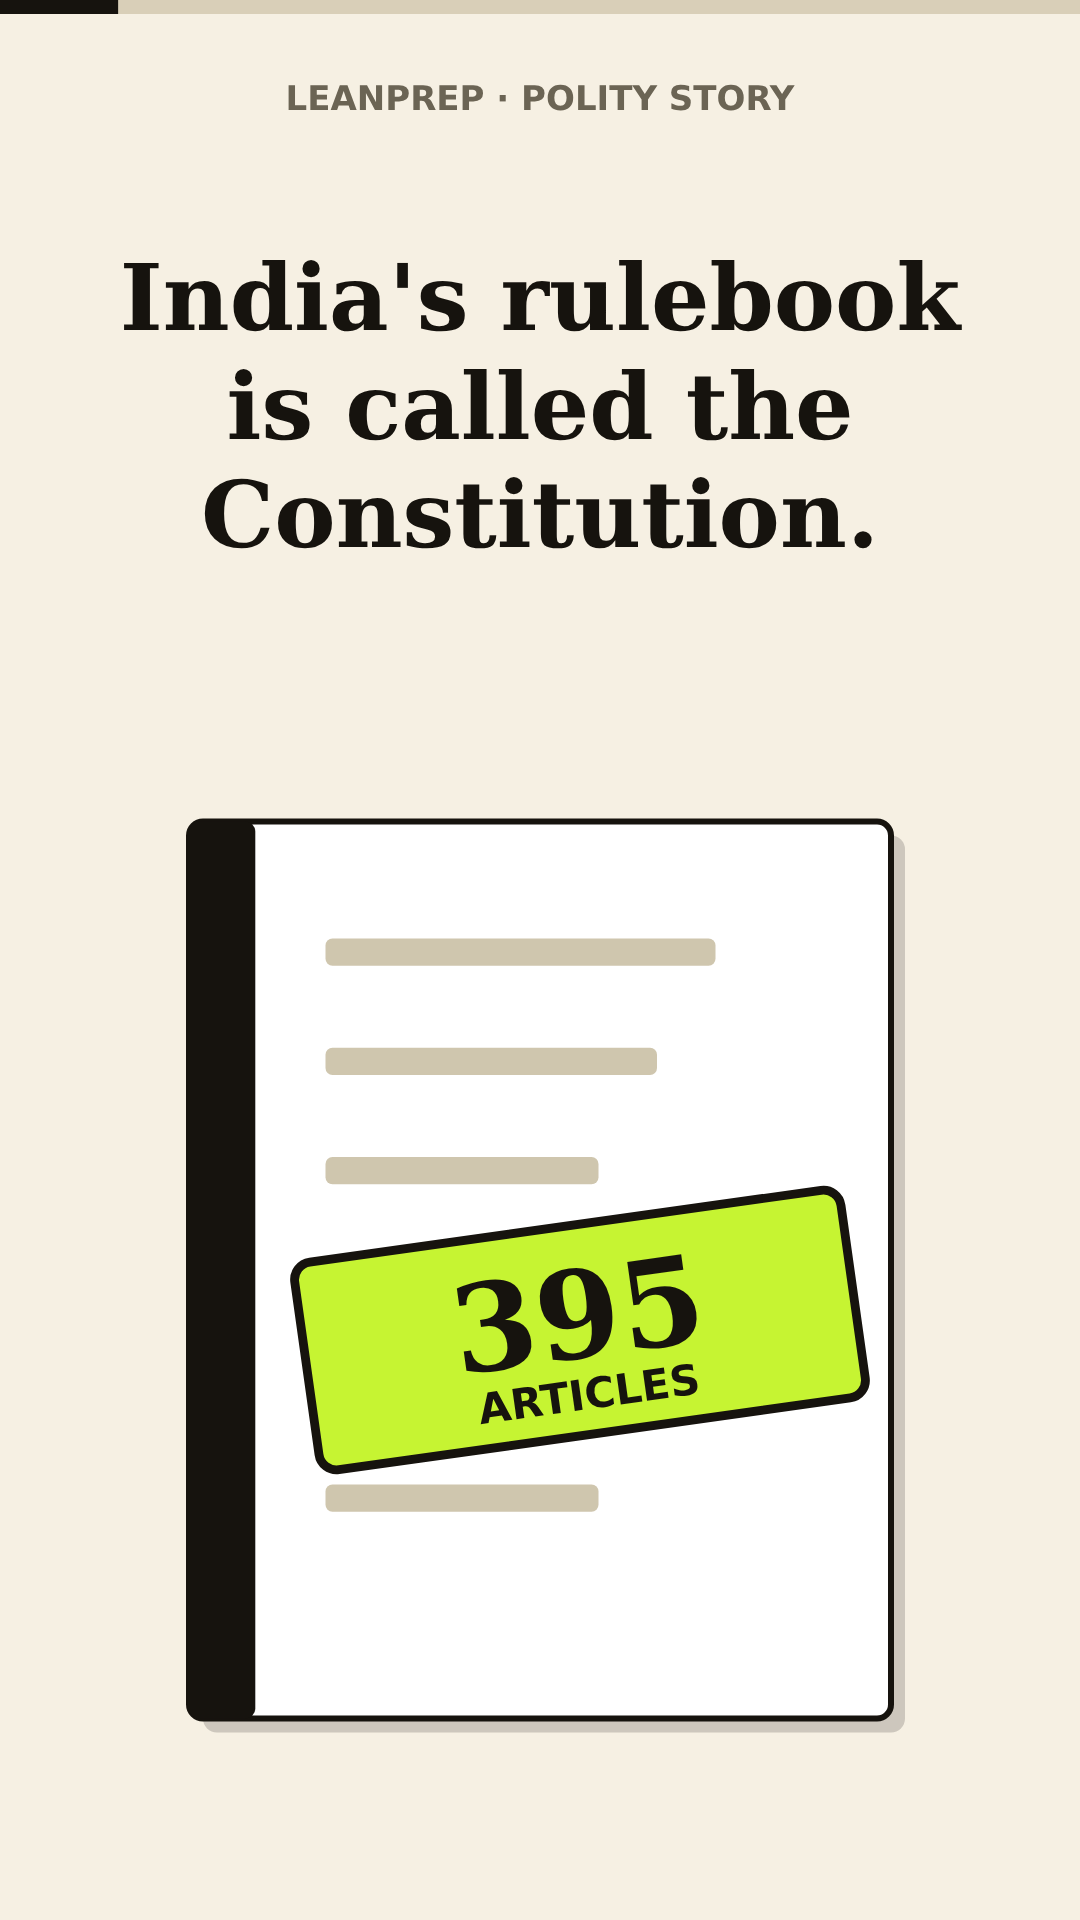 LEANPREP · POLITY STORY
India's rulebook
is called the
Constitution.
395
ARTICLES